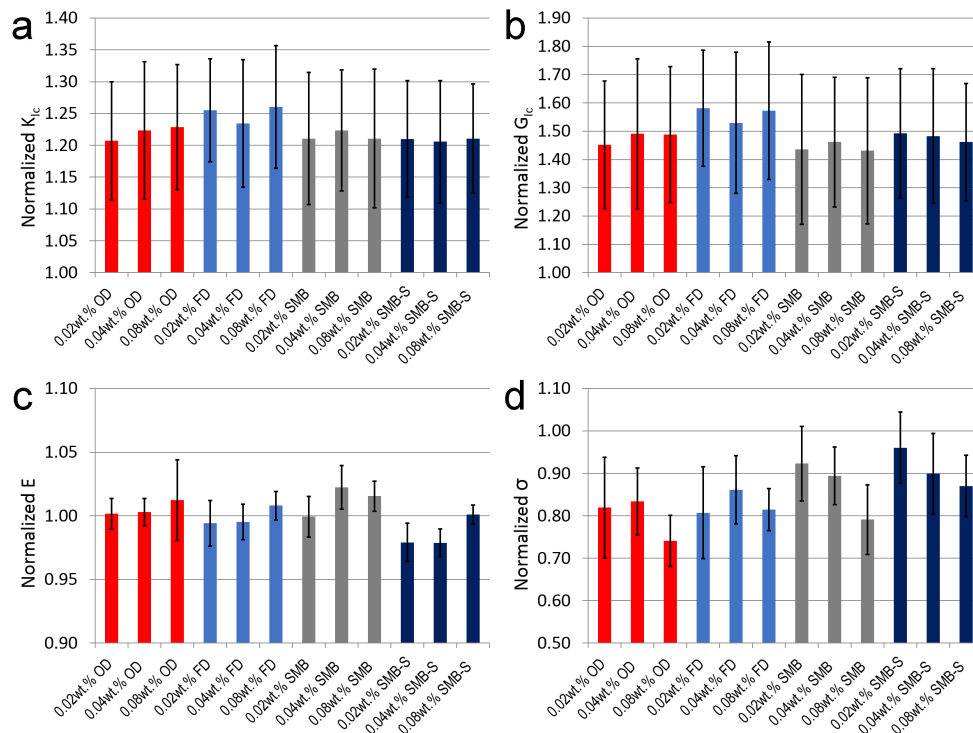 a
1.40
1.35
1.30
1.25
1.20
1.15
1.10
1.05
1.00
Normalized K_Ic
0.02wt.% OD
0.04wt.% OD
0.08wt.% OD
0.02wt.% FD
0.04wt.% FD
0.08wt.% FD
0.02wt.% SMB
0.04wt.% SMB
0.08wt.% SMB
0.02wt.% SMB-S
0.04wt.% SMB-S
0.08wt.% SMB-S
b
1.90
1.80
1.70
1.60
1.50
1.40
1.30
1.20
1.10
1.00
Normalized G_Ic
0.02wt.% OD
0.04wt.% OD
0.08wt.% OD
0.02wt.% FD
0.04wt.% FD
0.08wt.% FD
0.02wt.% SMB
0.04wt.% SMB
0.08wt.% SMB
0.02wt.% SMB-S
0.04wt.% SMB-S
0.08wt.% SMB-S
c
1.10
1.05
1.00
0.95
0.90
Normalized E
0.02wt.% OD
0.04wt.% OD
0.08wt.% OD
0.02wt.% FD
0.04wt.% FD
0.08wt.% FD
0.02wt.% SMB
0.04wt.% SMB
0.08wt.% SMB
0.02wt.% SMB-S
0.04wt.% SMB-S
0.08wt.% SMB-S
d
1.10
1.00
0.90
0.80
0.70
0.60
0.50
Normalized σ
0.02wt.% OD
0.04wt.% OD
0.08wt.% OD
0.02wt.% FD
0.04wt.% FD
0.08wt.% FD
0.02wt.% SMB
0.04wt.% SMB
0.08wt.% SMB
0.02wt.% SMB-S
0.04wt.% SMB-S
0.08wt.% SMB-S